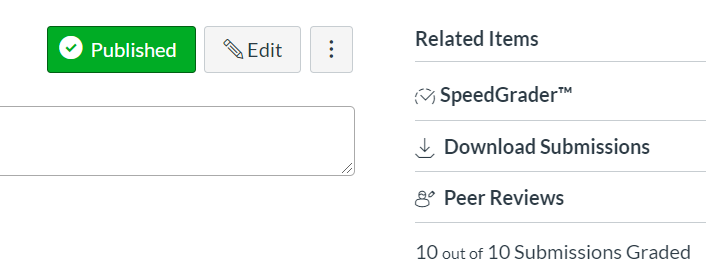 Published Edit
Related Items
SpeedGrader™
Download Submissions
Peer Reviews
10 out of 10 Submissions Graded